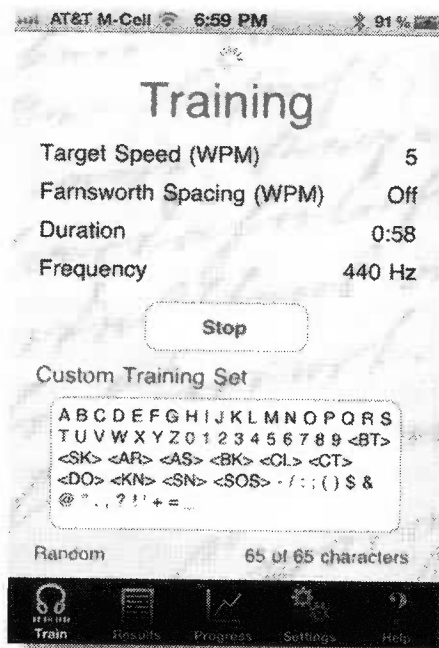 AT&T M-Cell 6:59 PM 91 %
Training
Target Speed (WPM) 5
Farnsworth Spacing (WPM) Off
Duration 0:58
Frequency 440 Hz
Stop
Custom Training Set
A B C D E F G H I J K L M N O P Q R S
T U V W X Y Z 0 1 2 3 4 5 6 7 8 9 <BT>
<SK> <AR> <AS> <BK> <CL> <CT>
<DO> <KN> <SN> <SOS> - / : ; ( ) $ &
@ " . , ? ! ' + = _
Random 65 of 65 characters
Train Results Progress Settings Help